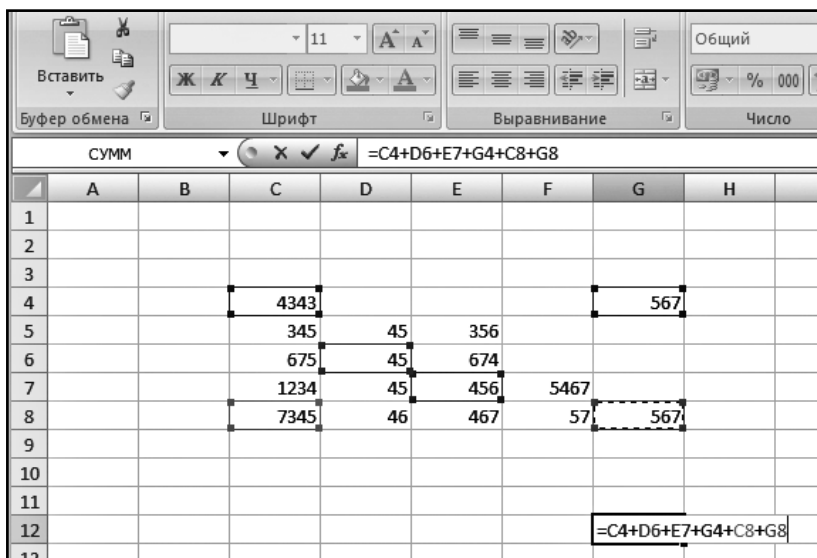 11 A A Общий
Вставить Ж К Ч % 000
Буфер обмена Шрифт Выравнивание Число
СУММ fx =C4+D6+E7+G4+C8+G8
A B C D E F G H
1
2
3
4 4343 567
5 345 45 356
6 675 45 674
7 1234 45 456 5467
8 7345 46 467 57 567
9
10
11
12 =C4+D6+E7+G4+C8+G8
13